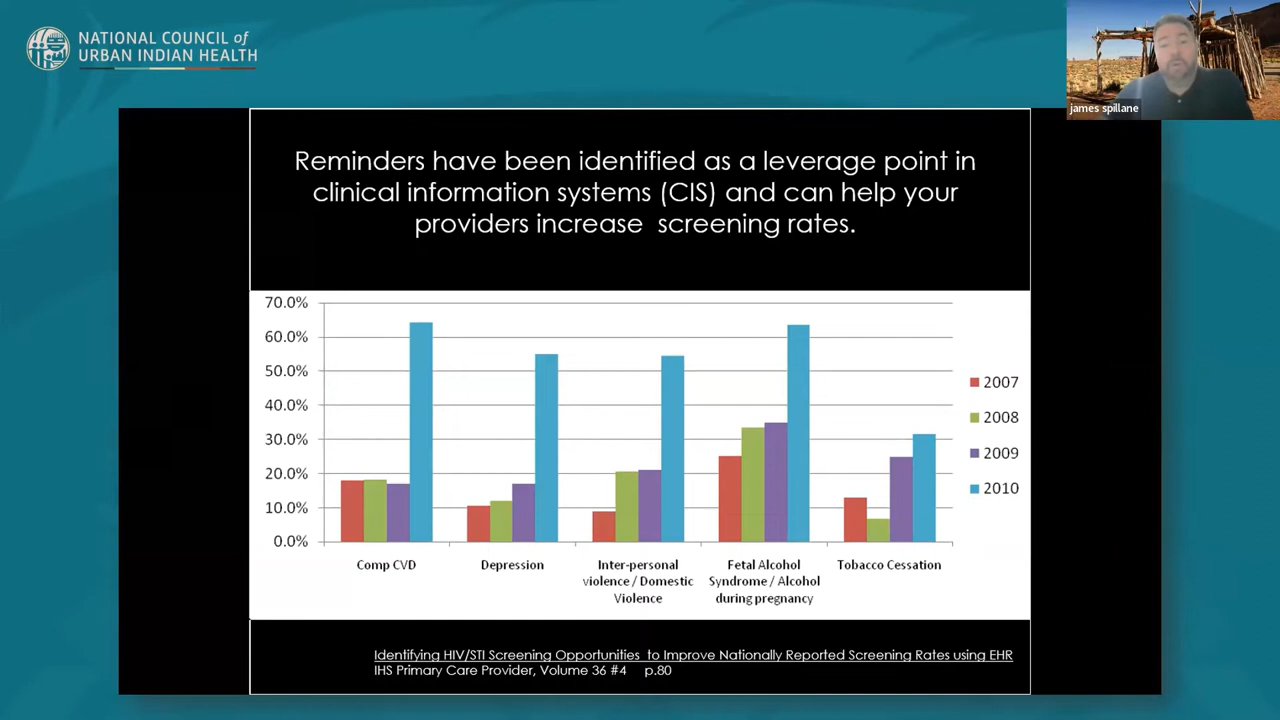 NATIONAL COUNCIL of
URBAN INDIAN HEALTH
james spillane
Reminders have been identified as a leverage point in
clinical information systems (CIS) and can help your
providers increase  screening rates.
70.0%
60.0%
50.0%
40.0%
30.0%
20.0%
10.0%
0.0%
2007
2008
2009
2010
Comp CVD
Depression
Inter-personal
violence / Domestic
Violence
Fetal Alcohol
Syndrome / Alcohol
during pregnancy
Tobacco Cessation
Identifying HIV/STI Screening Opportunities  to Improve Nationally Reported Screening Rates using EHR
IHS Primary Care Provider, Volume 36 #4    p.80